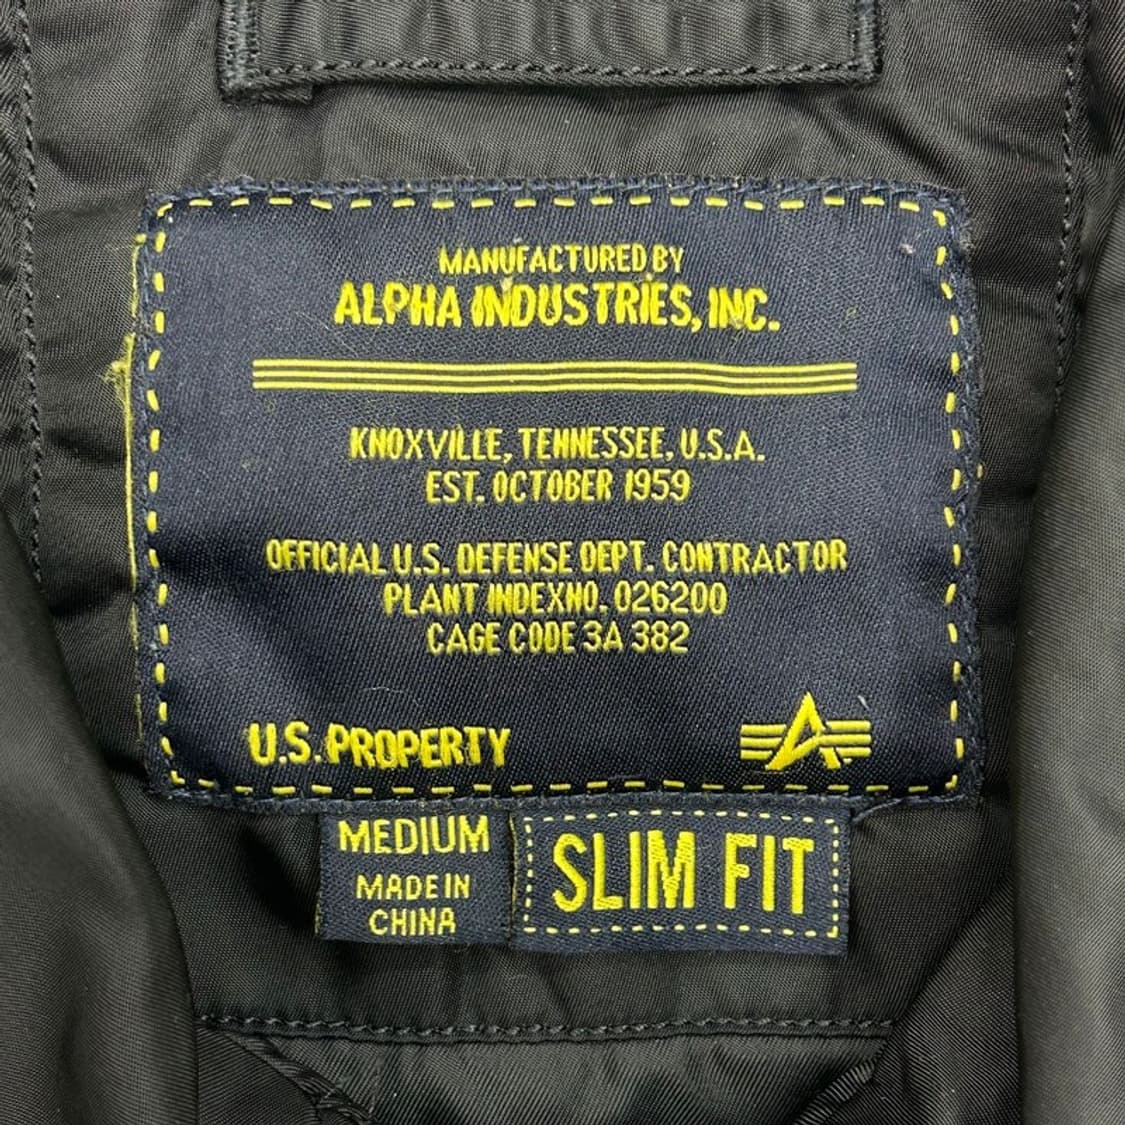 MANUFACTURED BY
ALPHA INDUSTRIES, INC.
KNOXVILLE, TENNESSEE, U.S.A.
EST. OCTOBER 1959
OFFICIAL U.S. DEFENSE DEPT. CONTRACTOR
PLANT INDEXNO. 026200
CAGE CODE 3A 382
U.S. PROPERTY
MEDIUM
MADE IN
CHINA
SLIM FIT